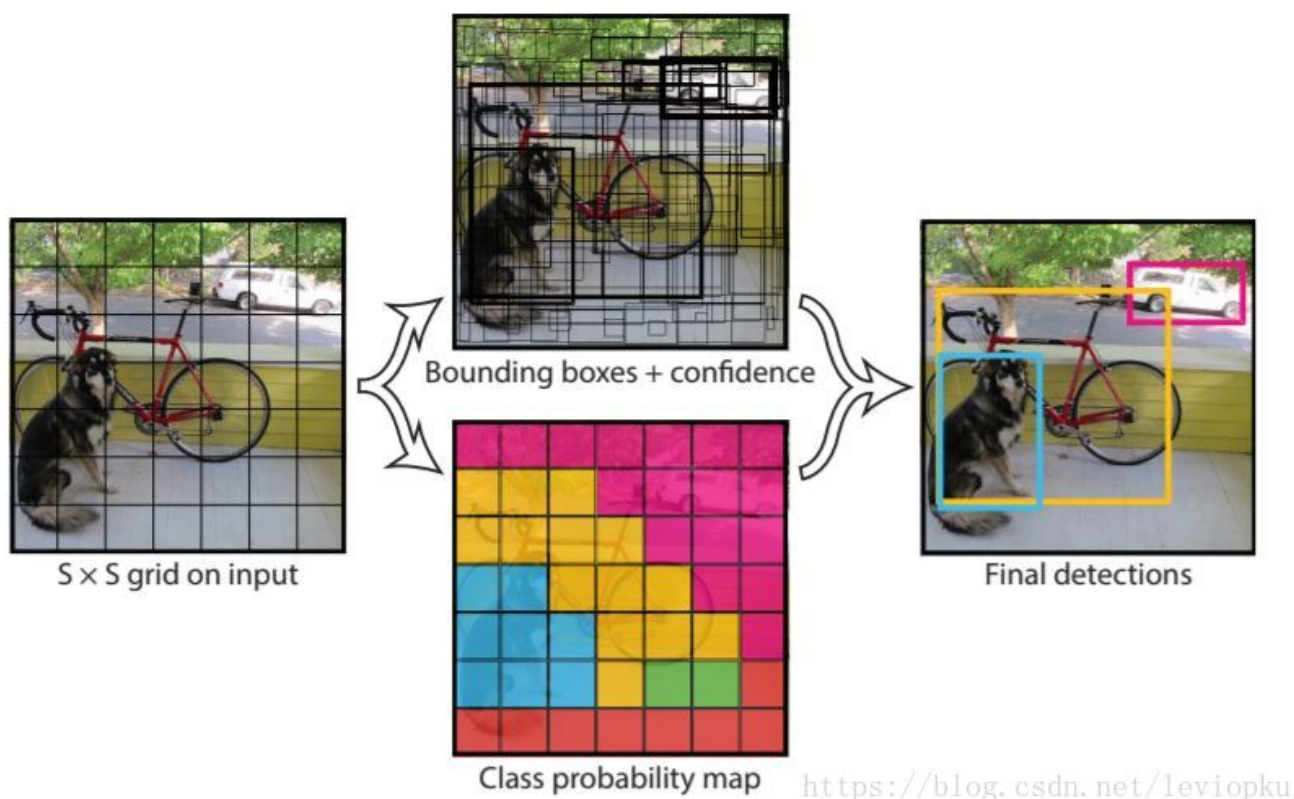 S × S grid on input
Bounding boxes + confidence
Class probability map
Final detections
https://blog.csdn.net/leviopku